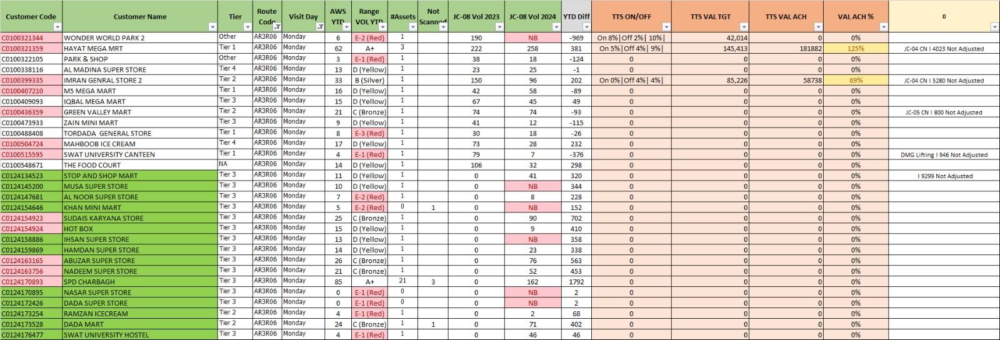 Customer Code Customer Name Tier Route Code Visit Day AWS YTD Range VOL YTD #Assets Not Scanned JC-08 Vol 2023 JC-08 Vol 2024 YTD Diff TTS ON/OFF TTS VAL TGT TTS VAL ACH VAL ACH % 0
C0100321344 WONDER WORLD PARK 2 Other AR3R06 Monday 6 E-2 (Red) 1 190 NB -969 On 8%|Off 2%| 10%| 42,014 0 0%
C0100321359 HAYAT MEGA MRT Tier 1 AR3R06 Monday 62 A+ 3 222 258 381 On 5%|Off 4%| 9%| 145,413 181882 125% JC-04 CN I 4023 Not Adjusted
C0100322105 PARK & SHOP Other AR3R06 Monday 3 E-1 (Red) 1 38 18 -124 0 0 0 0%
C0100338116 AL MADINA SUPER STORE Tier 4 AR3R06 Monday 13 D (Yellow) 1 23 25 -1 0 0 0 0%
C0100399335 IMRAN GENRAL STORE 2 Tier 2 AR3R06 Monday 33 B (Silver) 1 150 96 202 On 0%|Off 4%| 4%| 85,226 58738 69% JC-04 CN I 5280 Not Adjusted
C0100407210 M5 MEGA MART Tier 1 AR3R06 Monday 16 D (Yellow) 1 42 58 -89 0 0 0 0%
C0100409093 IQBAL MEGA MART Tier 3 AR3R06 Monday 15 D (Yellow) 1 67 45 49 0 0 0 0%
C0100436359 GREEN VALLEY MART Tier 2 AR3R06 Monday 21 C (Bronze) 1 74 74 -93 0 0 0 0% JC-05 CN I 800 Not Adjusted
C0100473933 ZAIN MINI MART Tier 3 AR3R06 Monday 9 D (Yellow) 1 41 12 -115 0 0 0 0%
C0100488408 TORDADA GENERAL STORE Tier 1 AR3R06 Monday 8 E-3 (Red) 1 30 18 -26 0 0 0 0%
C0100504724 MAHBOOB ICE CREAM Tier 4 AR3R06 Monday 17 D (Yellow) 1 73 28 232 0 0 0 0%
C0100515595 SWAT UNIVERSITY CANTEEN Tier 1 AR3R06 Monday 4 E-1 (Red) 1 79 7 -376 0 0 0 0% DMG Lifting I 946 Not Adjusted
C0100548671 THE FOOD COURT NA AR3R06 Monday 14 D (Yellow) 1 106 32 298 0 0 0 0%
C0124134523 STOP AND SHOP MART Tier 3 AR3R06 Monday 11 D (Yellow) 1 0 41 320 0 0 0 0% I 9299 Not Adjusted
C0124145200 MUSA SUPER STORE Tier 3 AR3R06 Monday 10 D (Yellow) 1 0 NB 344 0 0 0 0%
C0124147681 AL NOOR SUPER STORE Tier 3 AR3R06 Monday 7 E-2 (Red) 1 0 8 228 0 0 0 0%
C0124154646 KHAN MINI MART Tier 3 AR3R06 Monday 5 E-2 (Red) 0 1 0 NB 152 0 0 0 0%
C0124154923 SUDAIS KARYANA STORE Tier 3 AR3R06 Monday 25 C (Bronze) 1 0 90 702 0 0 0 0%
C0124154924 HOT BOX Tier 3 AR3R06 Monday 15 D (Yellow) 1 0 9 410 0 0 0 0%
C0124158886 IHSAN SUPER STORE Tier 3 AR3R06 Monday 13 D (Yellow) 1 0 NB 358 0 0 0 0%
C0124159869 HAMDAN SUPER STORE Tier 3 AR3R06 Monday 14 D (Yellow) 1 0 23 338 0 0 0 0%
C0124163165 ABUZAR SUPER STORE Tier 3 AR3R06 Monday 26 C (Bronze) 1 0 76 563 0 0 0 0%
C0124163756 NADEEM SUPER STORE Tier 3 AR3R06 Monday 21 C (Bronze) 1 0 52 453 0 0 0 0%
C0124170893 SPD CHARBAGH Tier 3 AR3R06 Monday 85 A+ 21 3 0 162 1792 0 0 0 0%
C0124170895 NASAR SUPER STORE Tier 3 AR3R06 Monday 0 E-1 (Red) 0 0 NB 2 0 0 0 0%
C0124172426 DADA SUPER STORE Tier 3 AR3R06 Monday 0 E-1 (Red) 0 0 NB 2 0 0 0 0%
C0124173254 RAMZAN ICECREAM Tier 2 AR3R06 Monday 4 E-1 (Red) 1 0 2 68 0 0 0 0%
C0124173528 DADA MART Tier 2 AR3R06 Monday 24 C (Bronze) 1 1 0 71 402 0 0 0 0%
C0124176477 SWAT UNIVERSITY HOSTEL Tier 3 AR3R06 Monday 4 E-1 (Red) 1 0 46 46 0 0 0 0%